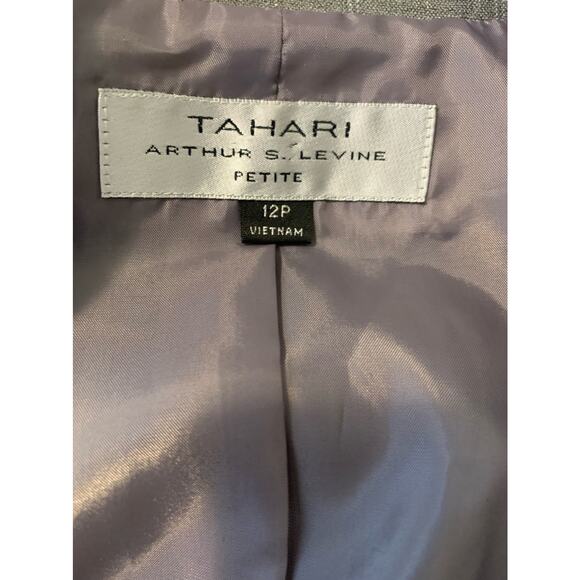 TAHARI
ARTHUR S. LEVINE
PETITE
12P
VIETNAM